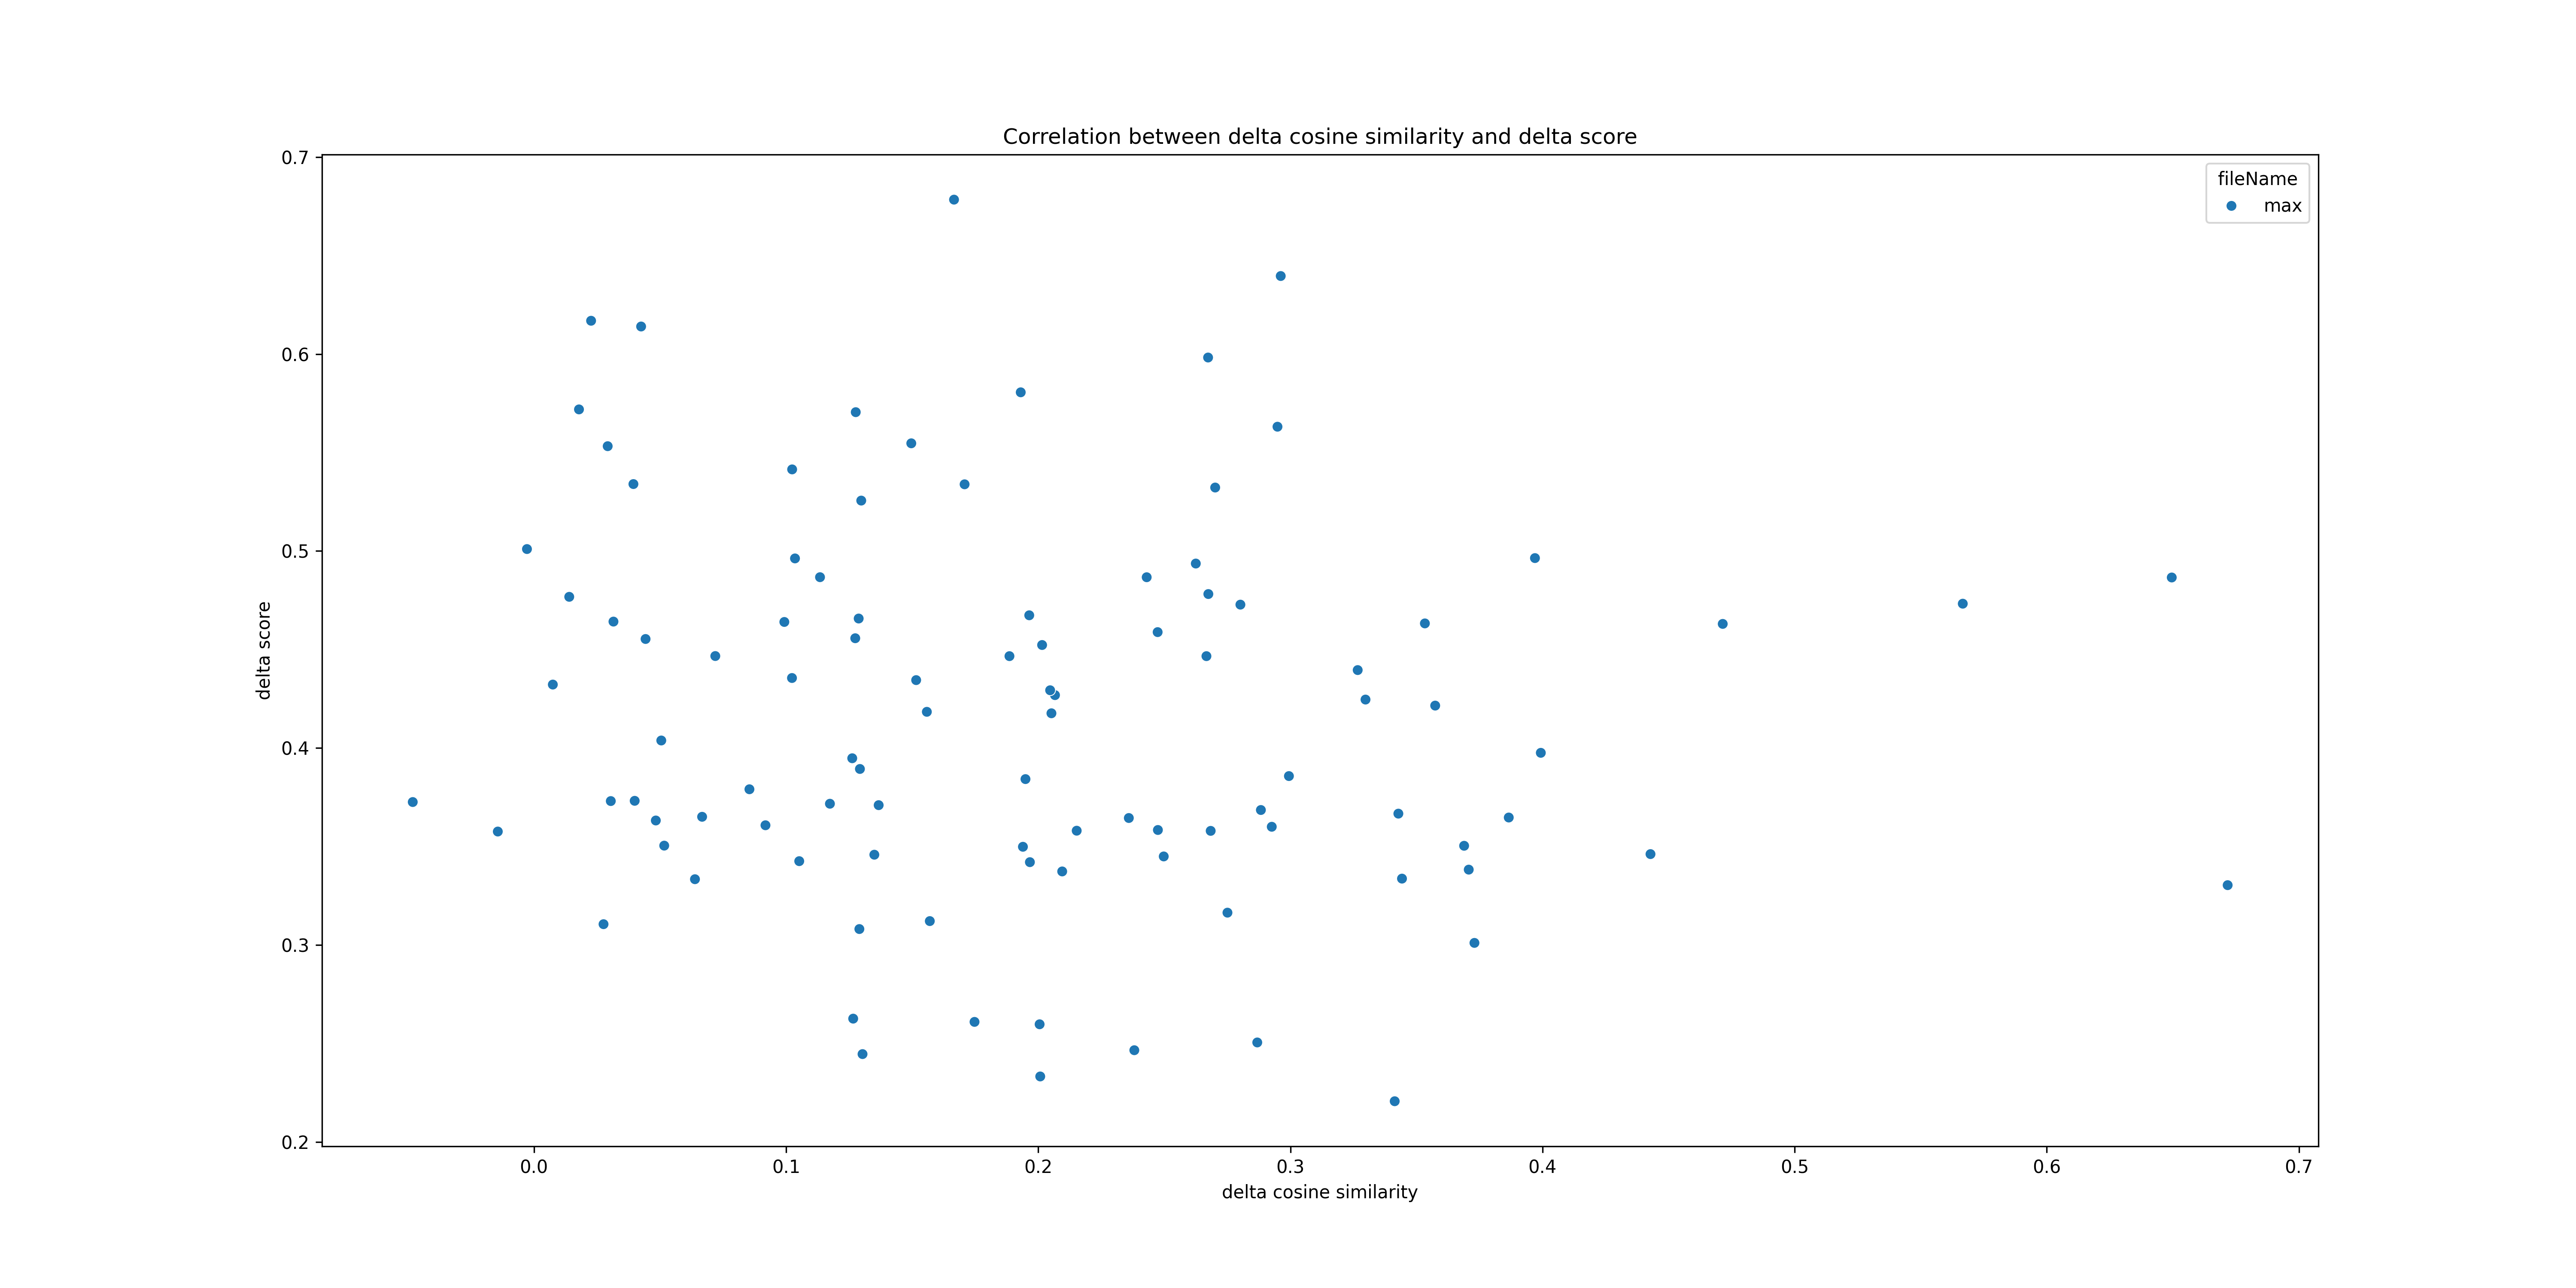 Correlation between delta cosine similarity and delta score
fileName
max
0.7
0.6
0.5
0.4
0.3
0.2
delta score
0.0 0.1 0.2 0.3 0.4 0.5 0.6 0.7
delta cosine similarity